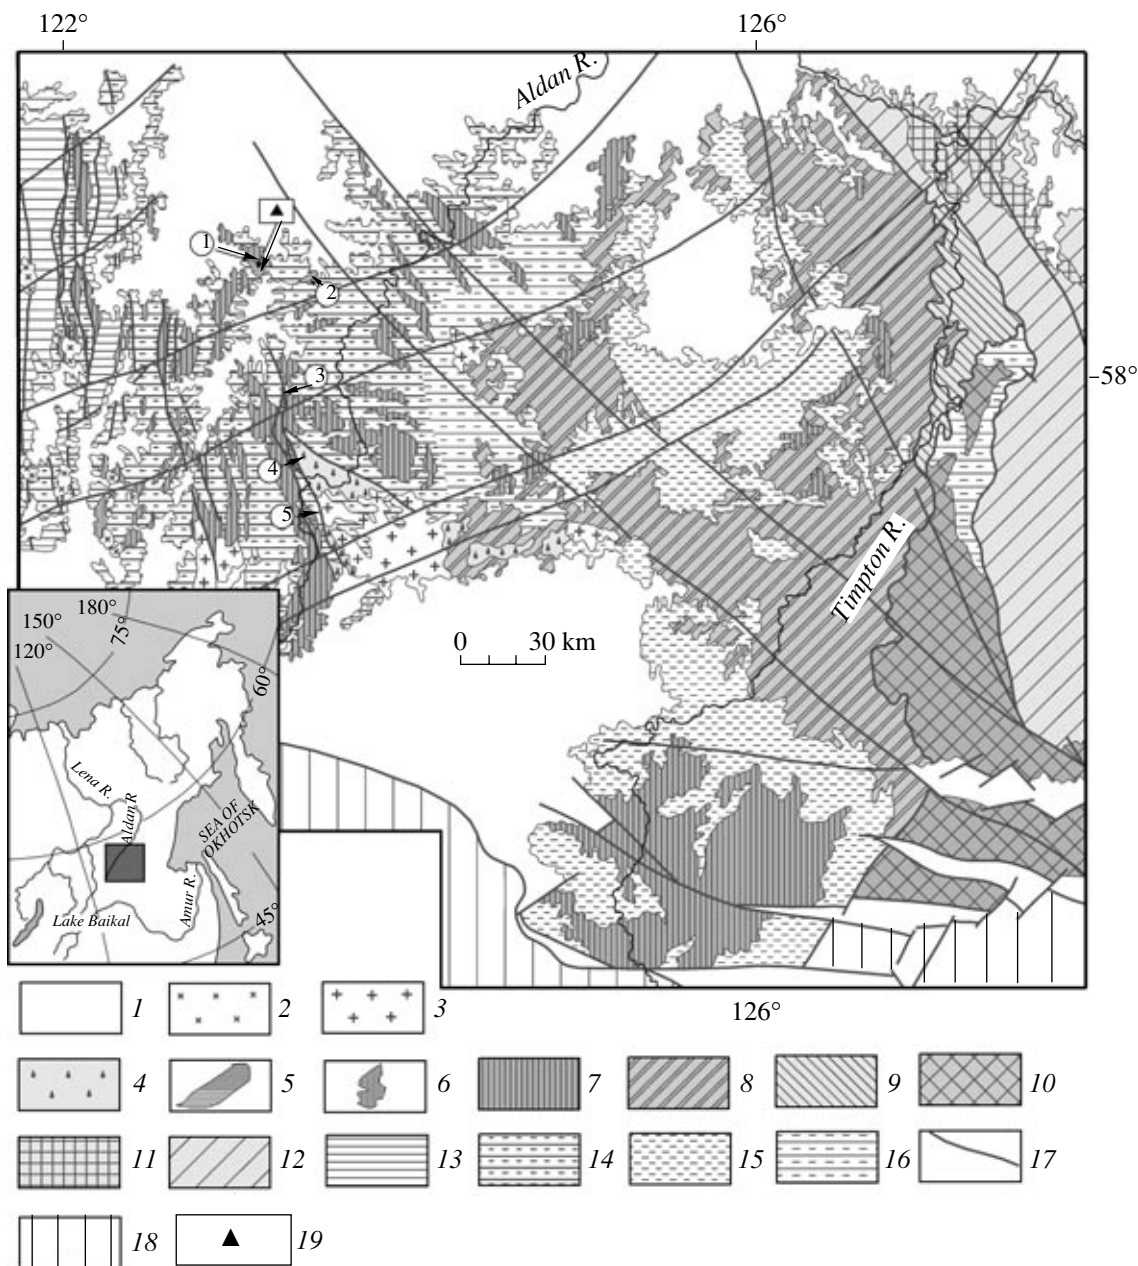 122° 126°
Aldan R.
1
2
3
58°
4
5
Timpton R.
0 30 km
180°
150°
120°
75°
60°
Lena R.
Aldan R
SEA OF
OKHOTSK
Amur R.
Lake Baikal
45°
126°
1 2 3
4 5 6 7 8 9 10
11 12 13 14 15 16 17
18 19